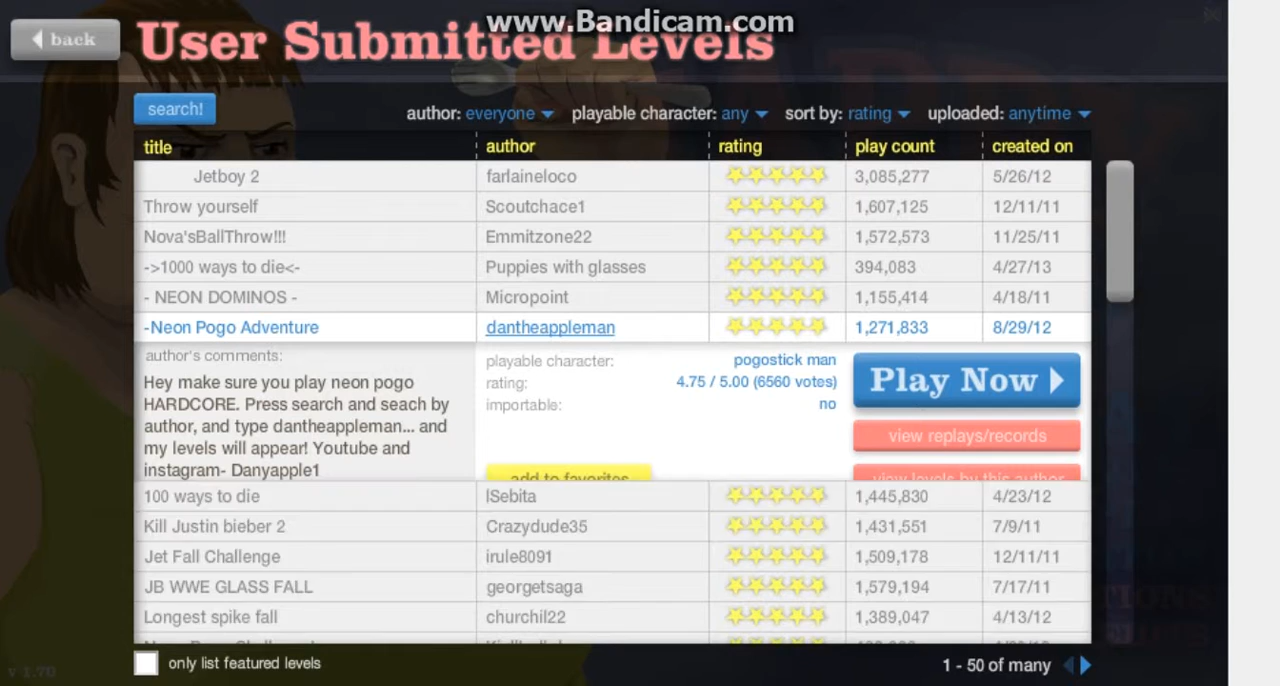 www.Bandicam.com
back
User Submitted Levels
search!
author: everyone playable character: any sort by: rating uploaded: anytime
title author rating play count created on
Jetboy 2 farlaineloco 3,085,277 5/26/12
Throw yourself Scoutchace1 1,607,125 12/11/11
Nova'sBallThrow!!! Emmitzone22 1,572,573 11/25/11
->1000 ways to die<- Puppies with glasses 394,083 4/27/13
- NEON DOMINOS - Micropoint 1,155,414 4/18/11
-Neon Pogo Adventure dantheappleman 1,271,833 8/29/12
author's comments:
Hey make sure you play neon pogo
HARDCORE. Press search and seach by
author, and type dantheappleman... and
my levels will appear! Youtube and
instagram- Danyapple1
playable character: pogostick man
rating: 4.75 / 5.00 (6560 votes)
importable: no
add to favorites
Play Now
view replays/records
view levels by this author
100 ways to die lSebita 1,445,830 4/23/12
Kill Justin bieber 2 Crazydude35 1,431,551 7/9/11
Jet Fall Challenge irule8091 1,509,178 12/11/11
JB WWE GLASS FALL georgetsaga 1,579,194 7/17/11
Longest spike fall churchil22 1,389,047 4/13/12
only list featured levels
1 - 50 of many
v 1.70